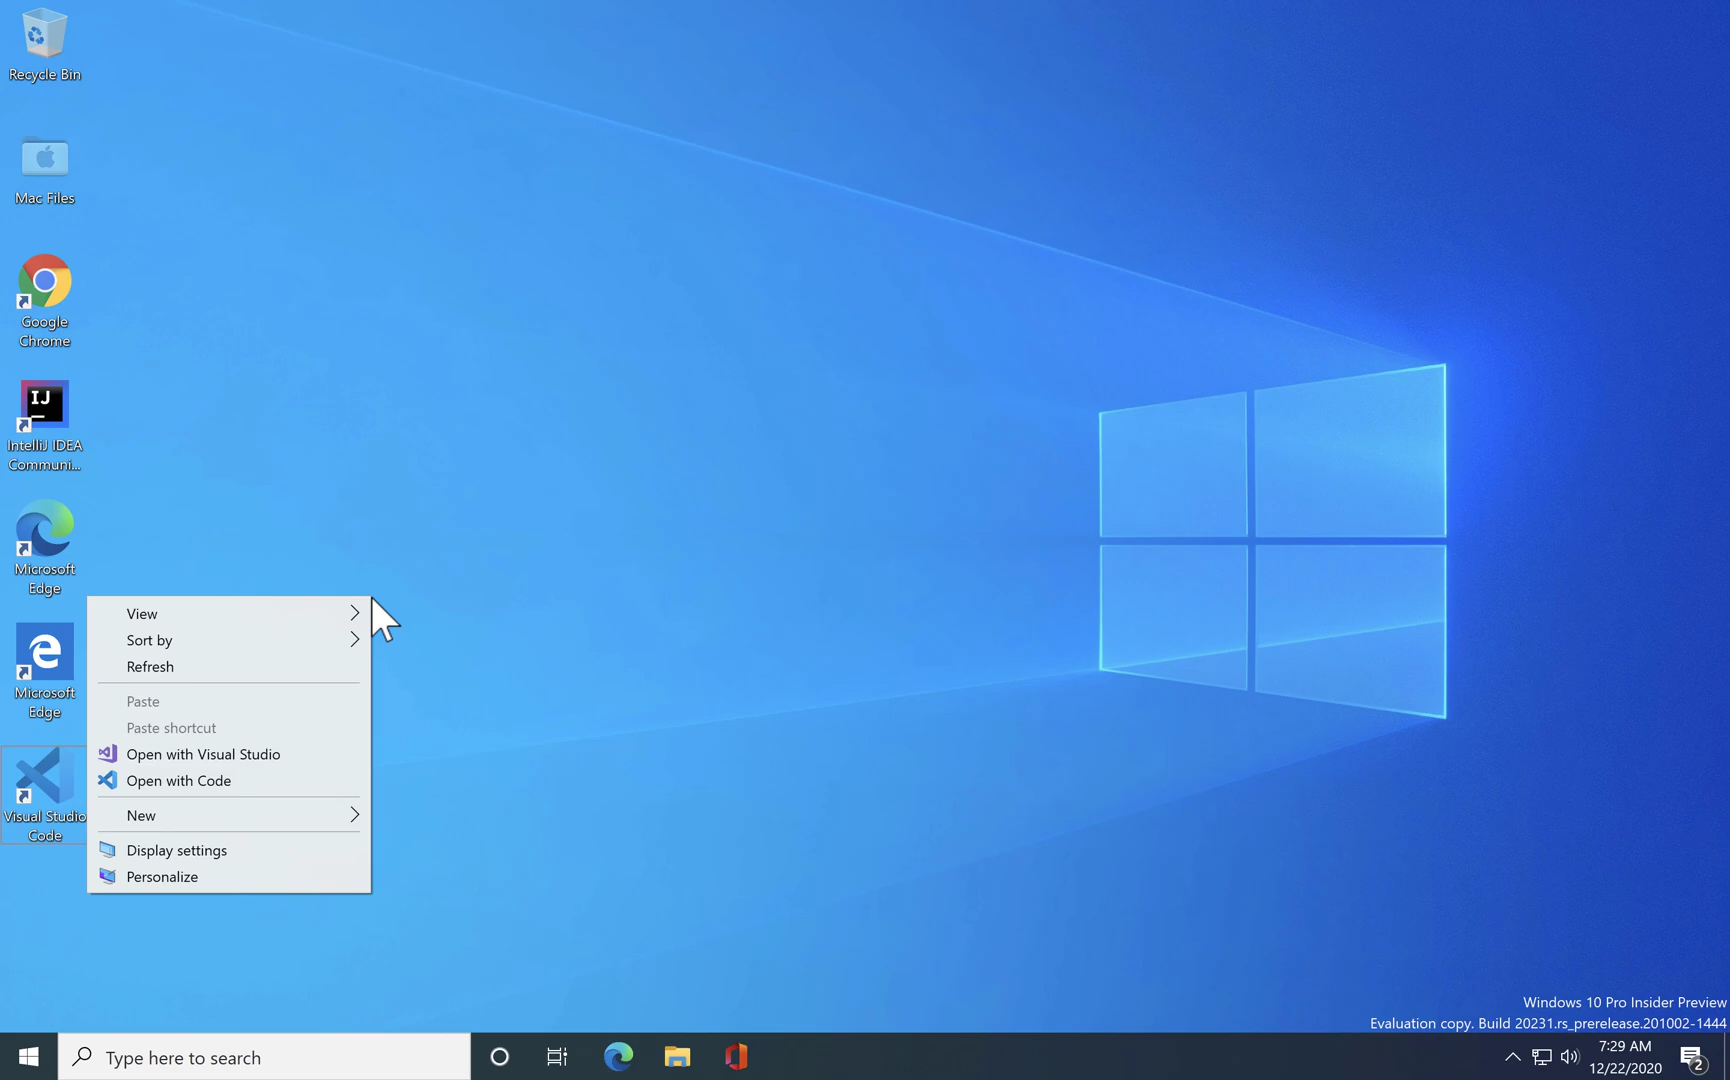 Recycle Bin
Mac Files
Google
Chrome
IJ
IntelliJ IDEA
Communi...
Microsoft
Edge
Microsoft
Edge
Visual Studio
Code
View
Sort by
Refresh
Paste
Paste shortcut
Open with Visual Studio
Open with Code
New
Display settings
Personalize
Windows 10 Pro Insider Preview
Evaluation copy. Build 20231.rs_prerelease.201002-1444
Type here to search
7:29 AM
12/22/2020
2